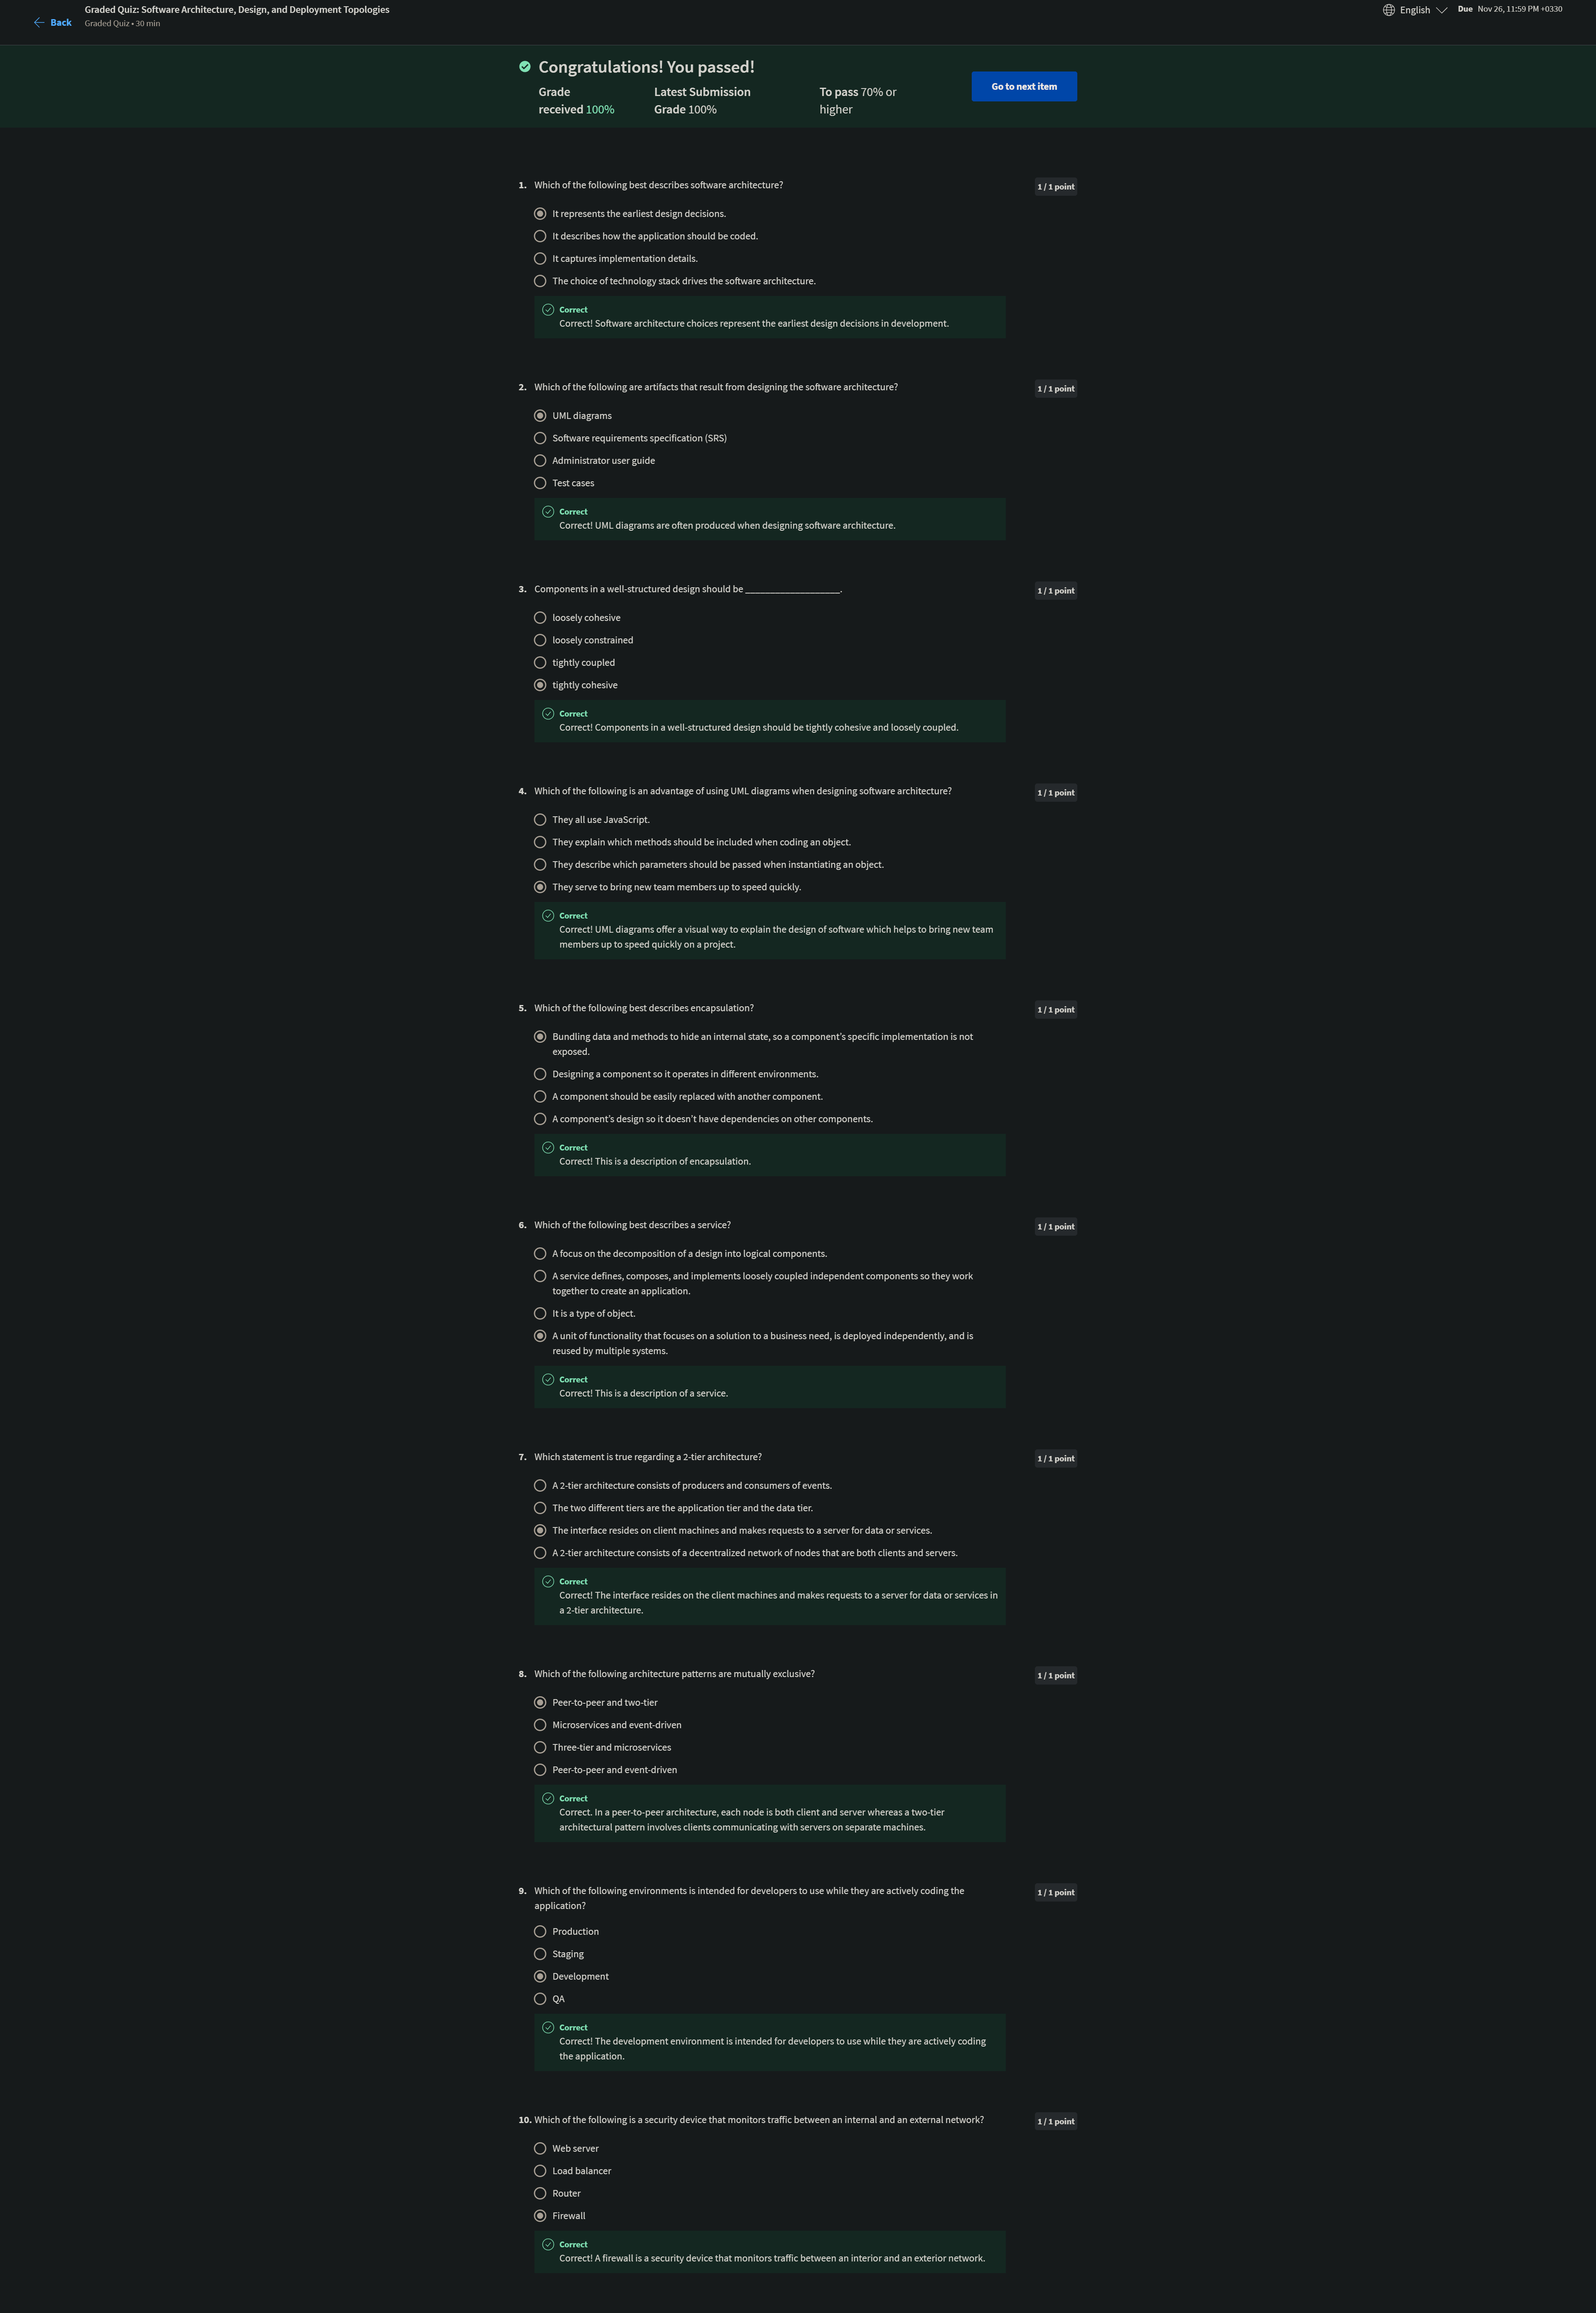 Back
Graded Quiz: Software Architecture, Design, and Deployment Topologies
Graded Quiz • 30 min
English
Due Nov 26, 11:59 PM +0330
Congratulations! You passed!
Grade
received 100%
Latest Submission
Grade 100%
To pass 70% or
higher
Go to next item
1. Which of the following best describes software architecture?
1 / 1 point
It represents the earliest design decisions.
It describes how the application should be coded.
It captures implementation details.
The choice of technology stack drives the software architecture.
Correct
Correct! Software architecture choices represent the earliest design decisions in development.
2. Which of the following are artifacts that result from designing the software architecture?
1 / 1 point
UML diagrams
Software requirements specification (SRS)
Administrator user guide
Test cases
Correct
Correct! UML diagrams are often produced when designing software architecture.
3. Components in a well-structured design should be ___________________.
1 / 1 point
loosely cohesive
loosely constrained
tightly coupled
tightly cohesive
Correct
Correct! Components in a well-structured design should be tightly cohesive and loosely coupled.
4. Which of the following is an advantage of using UML diagrams when designing software architecture?
1 / 1 point
They all use JavaScript.
They explain which methods should be included when coding an object.
They describe which parameters should be passed when instantiating an object.
They serve to bring new team members up to speed quickly.
Correct
Correct! UML diagrams offer a visual way to explain the design of software which helps to bring new team
members up to speed quickly on a project.
5. Which of the following best describes encapsulation?
1 / 1 point
Bundling data and methods to hide an internal state, so a component's specific implementation is not
exposed.
Designing a component so it operates in different environments.
A component should be easily replaced with another component.
A component's design so it doesn't have dependencies on other components.
Correct
Correct! This is a description of encapsulation.
6. Which of the following best describes a service?
1 / 1 point
A focus on the decomposition of a design into logical components.
A service defines, composes, and implements loosely coupled independent components so they work
together to create an application.
It is a type of object.
A unit of functionality that focuses on a solution to a business need, is deployed independently, and is
reused by multiple systems.
Correct
Correct! This is a description of a service.
7. Which statement is true regarding a 2-tier architecture?
1 / 1 point
A 2-tier architecture consists of producers and consumers of events.
The two different tiers are the application tier and the data tier.
The interface resides on client machines and makes requests to a server for data or services.
A 2-tier architecture consists of a decentralized network of nodes that are both clients and servers.
Correct
Correct! The interface resides on the client machines and makes requests to a server for data or services in
a 2-tier architecture.
8. Which of the following architecture patterns are mutually exclusive?
1 / 1 point
Peer-to-peer and two-tier
Microservices and event-driven
Three-tier and microservices
Peer-to-peer and event-driven
Correct
Correct. In a peer-to-peer architecture, each node is both client and server whereas a two-tier
architectural pattern involves clients communicating with servers on separate machines.
9. Which of the following environments is intended for developers to use while they are actively coding the
application?
1 / 1 point
Production
Staging
Development
QA
Correct
Correct! The development environment is intended for developers to use while they are actively coding
the application.
10. Which of the following is a security device that monitors traffic between an internal and an external network?
1 / 1 point
Web server
Load balancer
Router
Firewall
Correct
Correct! A firewall is a security device that monitors traffic between an interior and an exterior network.